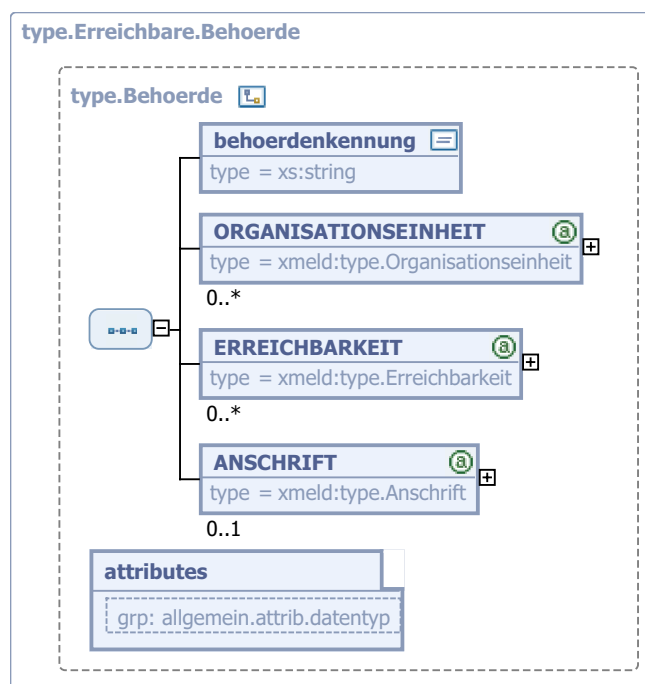 type.Erreichbare.Behoerde
type.Behoerde
behoerdenkennung
type = xs:string
ORGANISATIONSEINHEIT
type = xmeld:type.Organisationseinheit
0..*
ERREICHBARKEIT
type = xmeld:type.Erreichbarkeit
0..*
ANSCHRIFT
type = xmeld:type.Anschrift
0..1
attributes
grp: allgemein.attrib.datentyp